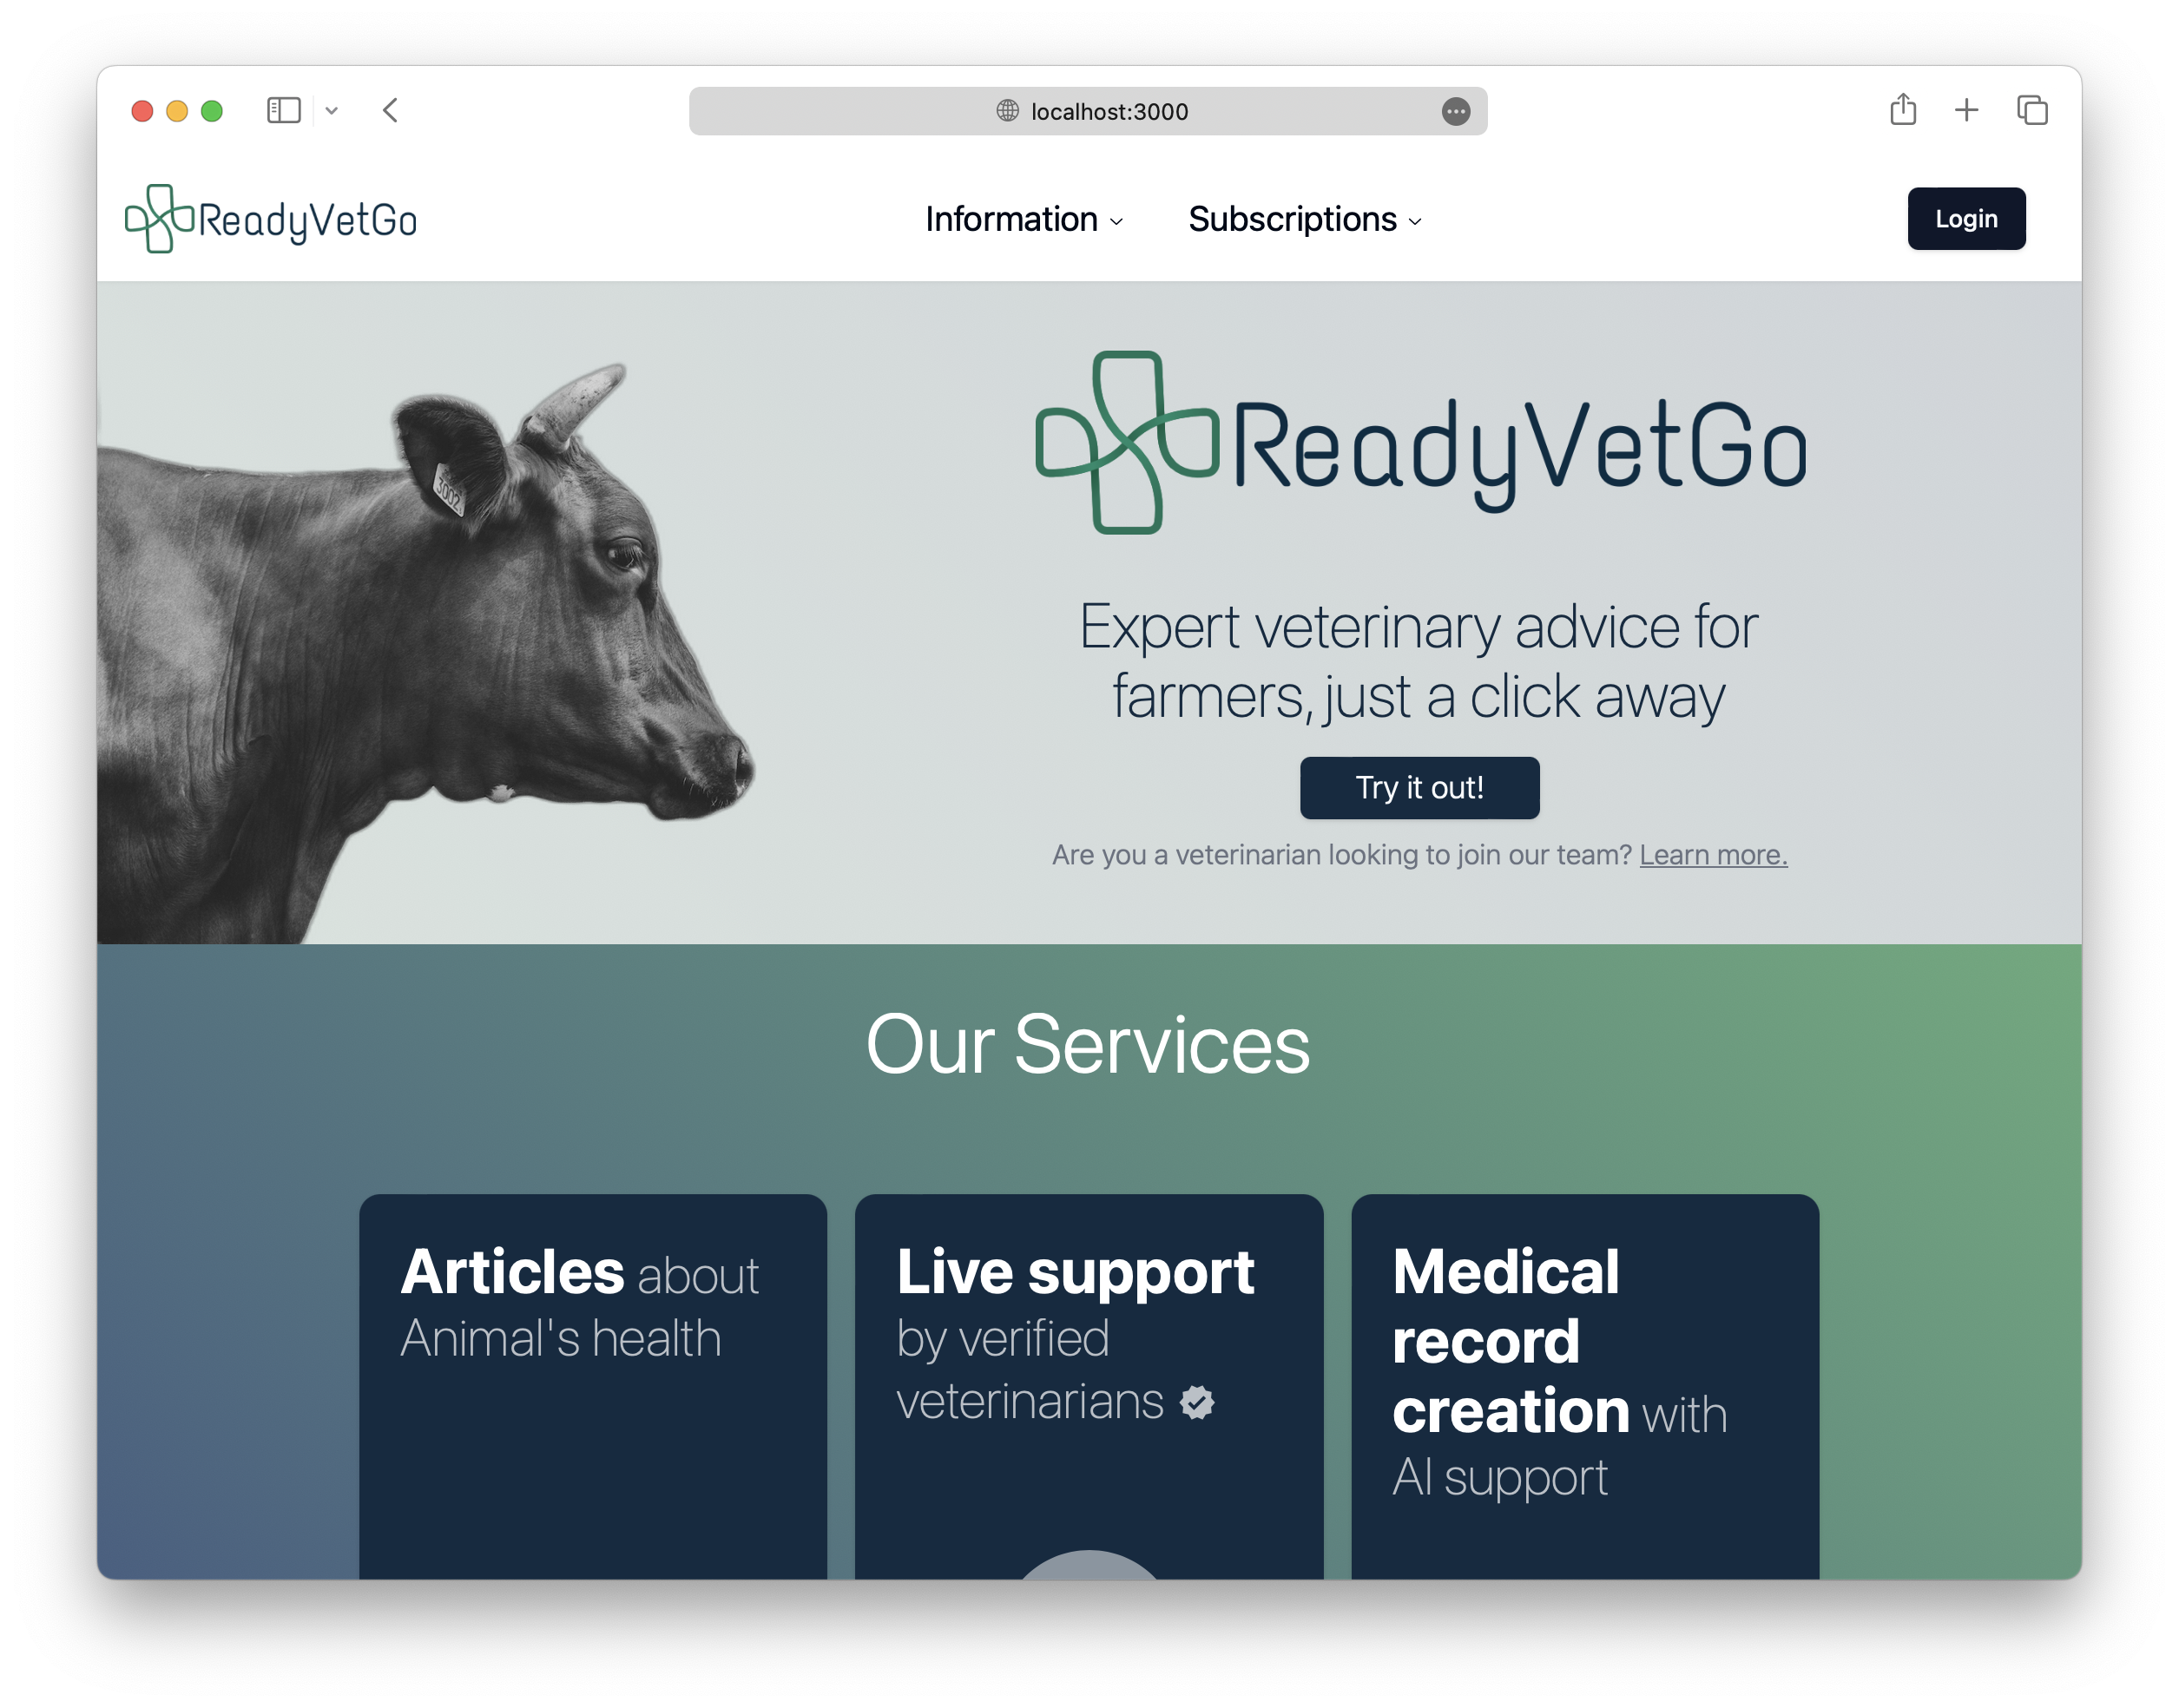 localhost:3000
ReadyVetGo
Information
Subscriptions
Login
3002
ReadyVetGo
Expert veterinary advice for
farmers, just a click away
Try it out!
Are you a veterinarian looking to join our team? Learn more.
Our Services
Articles about
Animal's health
Live support
by verified
veterinarians
Medical
record
creation with
AI support